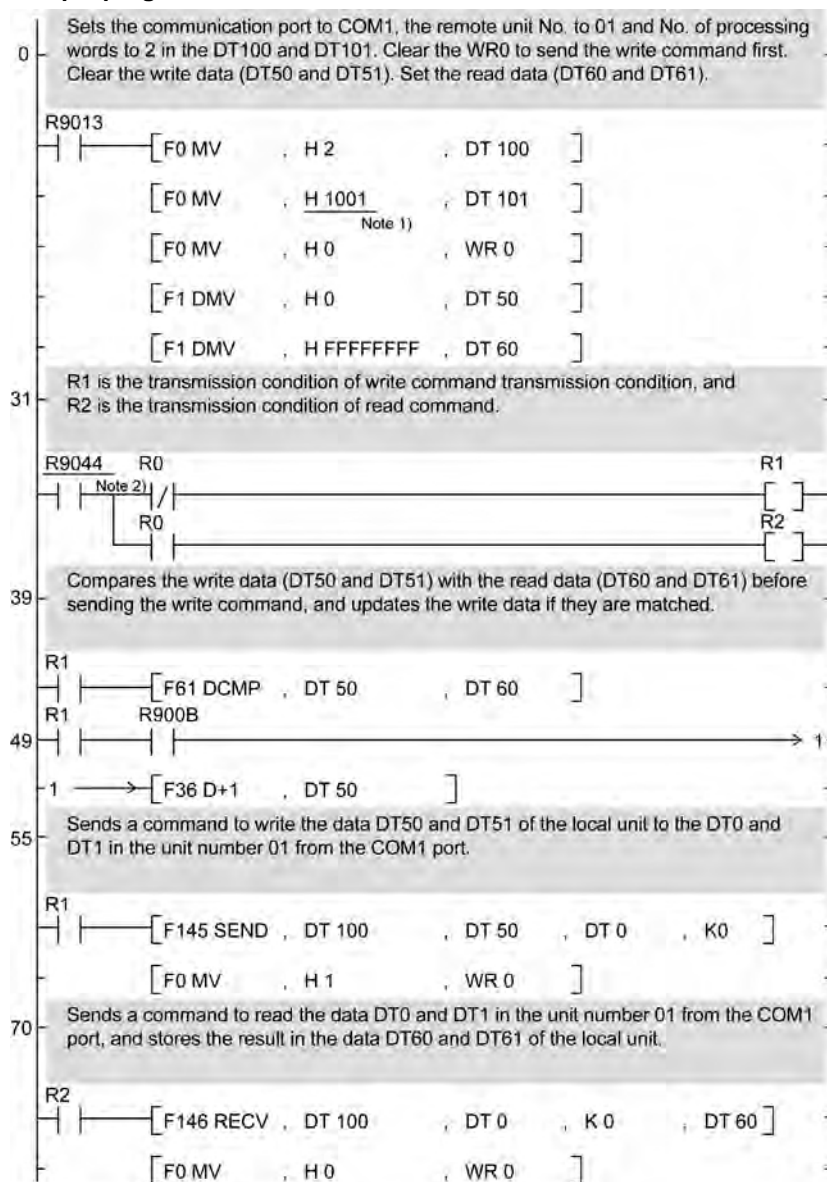 Sets the communication port to COM1, the remote unit No. to 01 and No. of processing
0 words to 2 in the DT100 and DT101. Clear the WR0 to send the write command first.
Clear the write data (DT50 and DT51). Set the read data (DT60 and DT61).
R9013
[F0 MV , H 2 , DT 100 ]
[F0 MV , H 1001 , DT 101 ]
Note 1)
[F0 MV , H 0 , WR 0 ]
[F1 DMV , H 0 , DT 50 ]
[F1 DMV , H FFFFFFFF , DT 60 ]
R1 is the transmission condition of write command transmission condition, and
31 R2 is the transmission condition of read command.
R9044 R0 R1
Note 2)
R0 R2
Compares the write data (DT50 and DT51) with the read data (DT60 and DT61) before
39 sending the write command, and updates the write data if they are matched.
R1
[F61 DCMP , DT 50 , DT 60 ]
R1 R900B
49 1
1 [F36 D+1 , DT 50 ]
Sends a command to write the data DT50 and DT51 of the local unit to the DT0 and
55 DT1 in the unit number 01 from the COM1 port.
R1
[F145 SEND , DT 100 , DT 50 , DT 0 , K0 ]
[F0 MV , H 1 , WR 0 ]
Sends a command to read the data DT0 and DT1 in the unit number 01 from the COM1
70 port, and stores the result in the data DT60 and DT61 of the local unit.
R2
[F146 RECV , DT 100 , DT 0 , K 0 , DT 60 ]
[F0 MV , H 0 , WR 0 ]